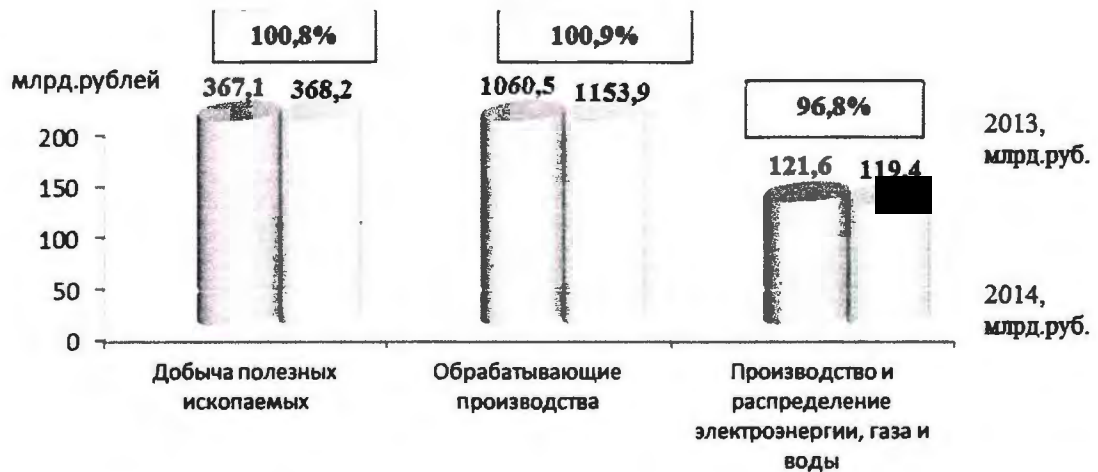 100,8%
100,9%
млрд.рублей
367,1 368,2
1060,5 1153,9
96,8%
121,6 119,4
2013,
млрд.руб.
200
150
100
50
0
2014,
млрд.руб.
Добыча полезных
ископаемых
Обрабатывающие
производства
Производство и
распределение
электроэнергии, газа и
воды